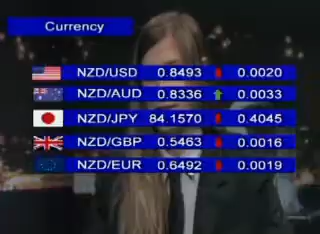 Currency
NZD/USD 0.8493 0.0020
NZD/AUD 0.8336 0.0033
NZD/JPY 84.1570 0.4045
NZD/GBP 0.5463 0.0016
NZD/EUR 0.6492 0.0019